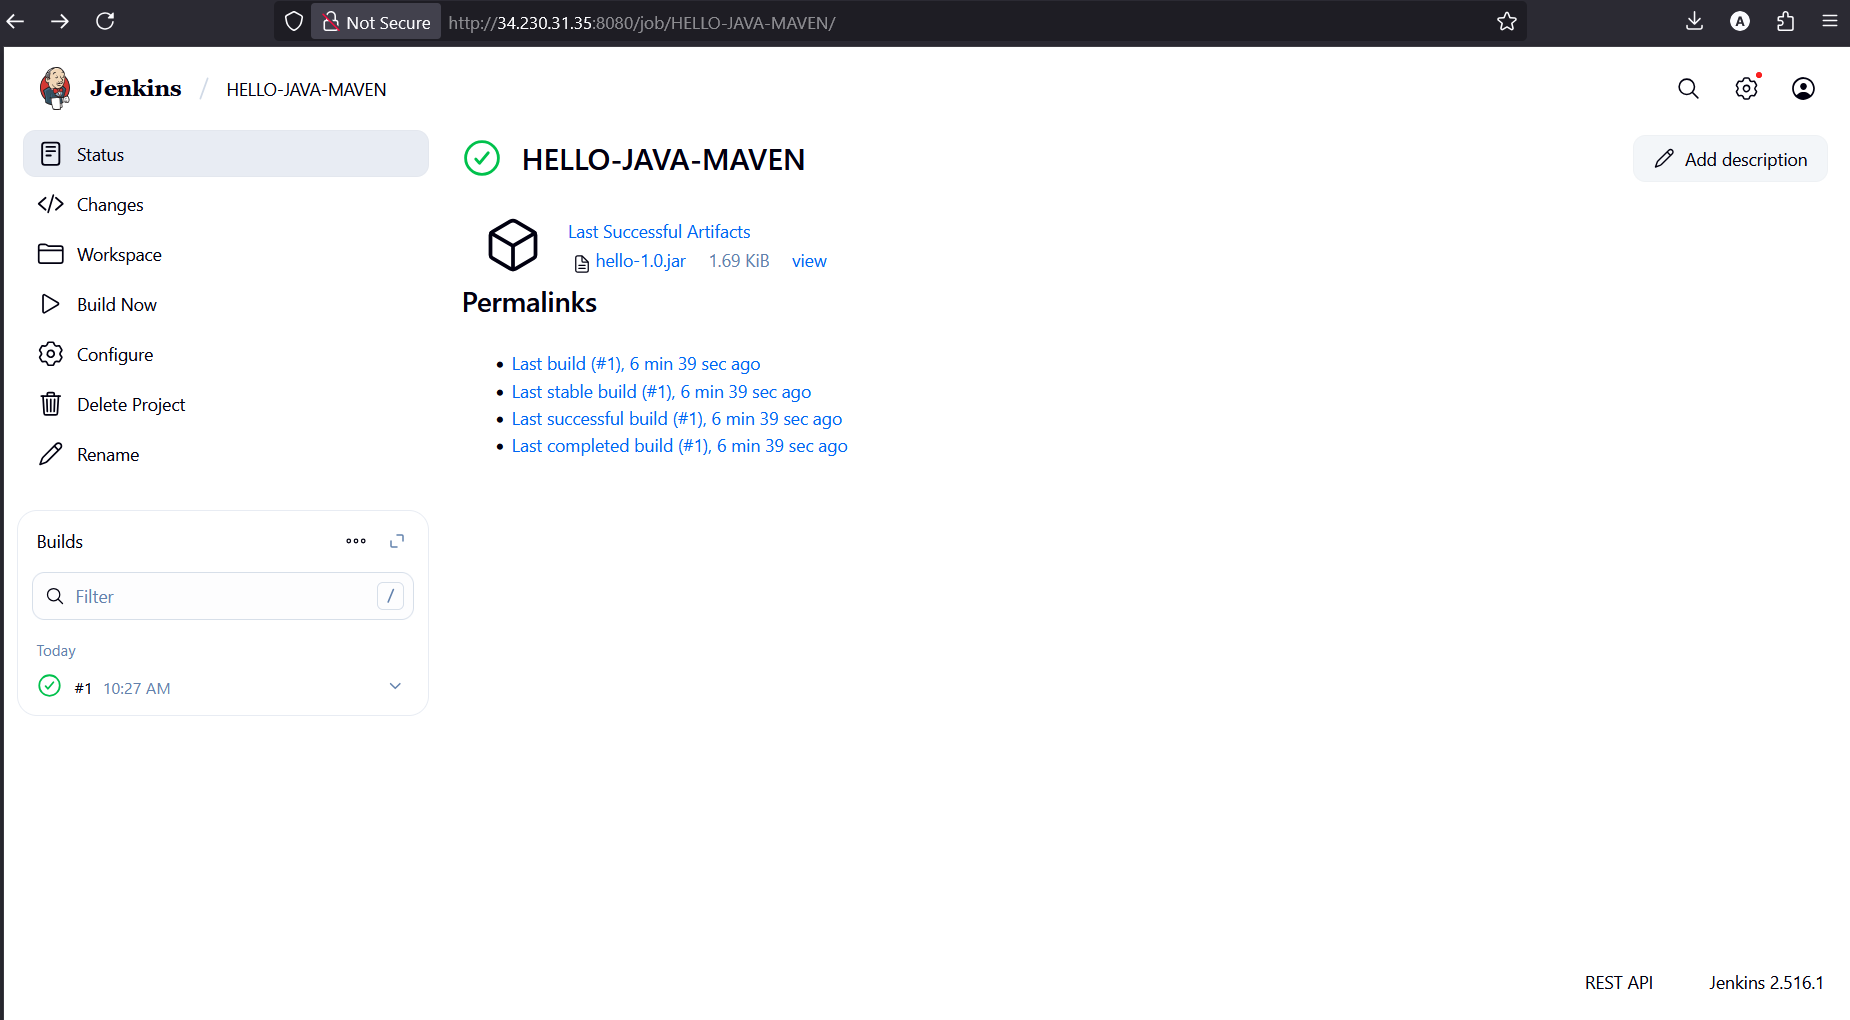 Not Secure http://34.230.31.35:8080/job/HELLO-JAVA-MAVEN/ A
Jenkins / HELLO-JAVA-MAVEN
Status
Changes
Workspace
Build Now
Configure
Delete Project
Rename
Builds
Filter /
Today
#1 10:27 AM
HELLO-JAVA-MAVEN
Add description
Last Successful Artifacts
hello-1.0.jar 1.69 KiB view
Permalinks
• Last build (#1), 6 min 39 sec ago
• Last stable build (#1), 6 min 39 sec ago
• Last successful build (#1), 6 min 39 sec ago
• Last completed build (#1), 6 min 39 sec ago
REST API Jenkins 2.516.1